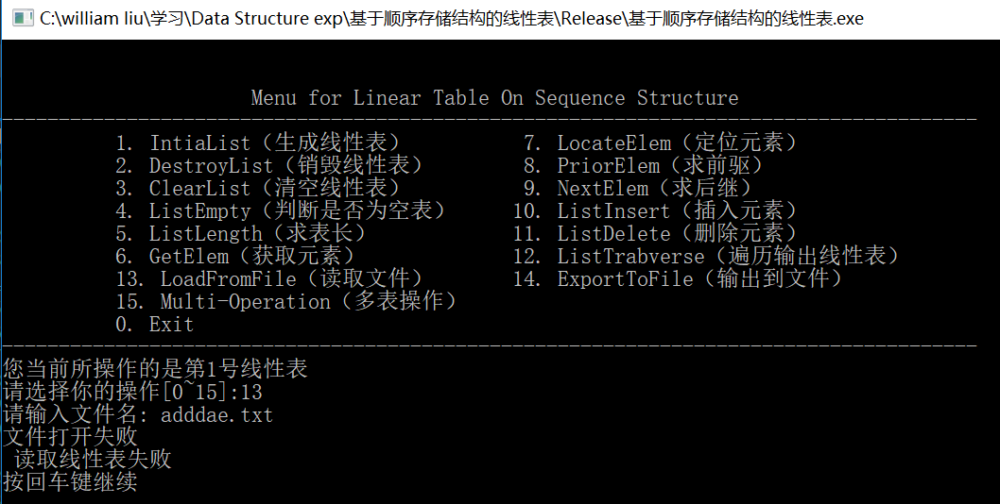 C:\william liu\学习\Data Structure exp\基于顺序存储结构的线性表\Release\基于顺序存储结构的线性表.exe
Menu for Linear Table On Sequence Structure
-------------------------------------------------------------------------------------
1. IntiaList（生成线性表） 7. LocateElem（定位元素）
2. DestroyList（销毁线性表） 8. PriorElem（求前驱）
3. ClearList（清空线性表） 9. NextElem（求后继）
4. ListEmpty（判断是否为空表） 10. ListInsert（插入元素）
5. ListLength（求表长） 11. ListDelete（删除元素）
6. GetElem（获取元素） 12. ListTrabverse（遍历输出线性表）
13. LoadFromFile（读取文件） 14. ExportToFile（输出到文件）
15. Multi-Operation（多表操作）
0. Exit
-------------------------------------------------------------------------------------
您当前所操作的是第1号线性表
请选择你的操作[0~15]:13
请输入文件名: adddae.txt
文件打开失败
读取线性表失败
按回车键继续